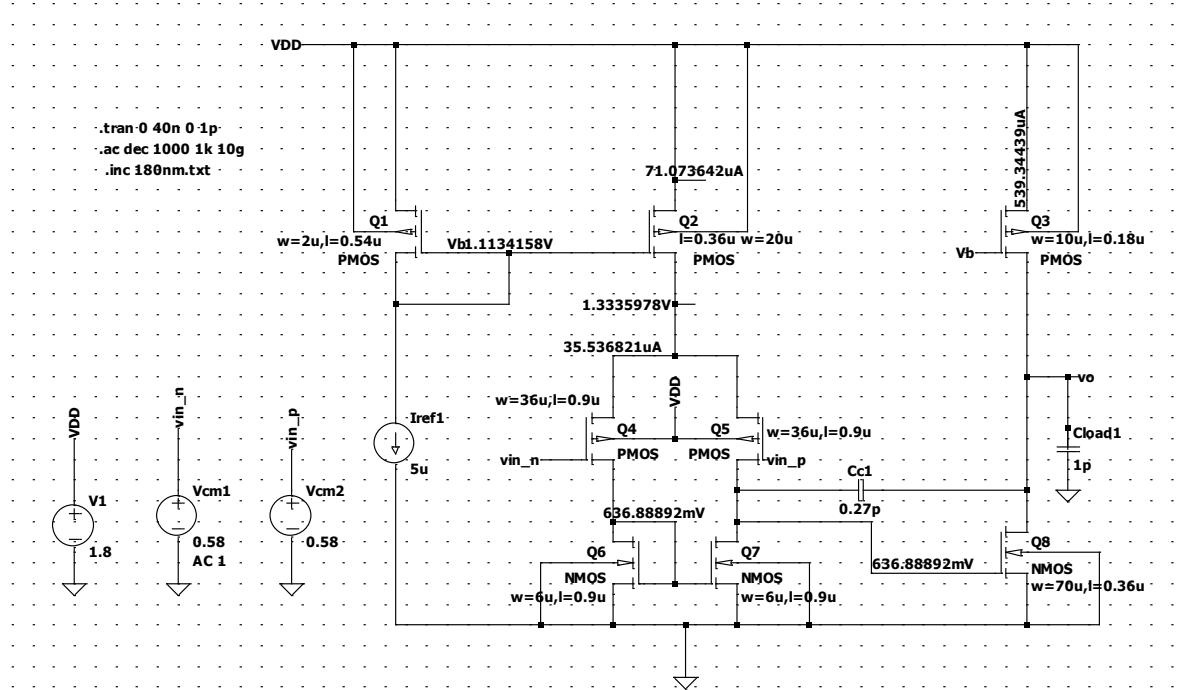 VDD
.tran 0 40n 0 1p
.ac dec 1000 1k 10g
.inc 180nm.txt
71.073642uA
539.34439uA
Q1
w=2u,l=0.54u
PMOS
Vb1.1134158V
Q2
l=0.36u w=20u
PMOS
Q3
w=10u,l=0.18u
Vb
PMOS
1.3335978V
35.536821uA
VDD
w=36u,l=0.9u
Q4
PMOS
vin_n
Q5
w=36u,l=0.9u
PMOS
vin_p
vo
Cload1
1p
VDD
vin_n
vin_p
Iref1
5u
Cc1
0.27p
V1
1.8
Vcm1
0.58
AC 1
Vcm2
0.58
636.88892mV
Q6
NMOS
w=6u,l=0.9u
Q7
NMOS
w=6u,l=0.9u
636.88892mV
Q8
NMOS
w=70u,l=0.36u